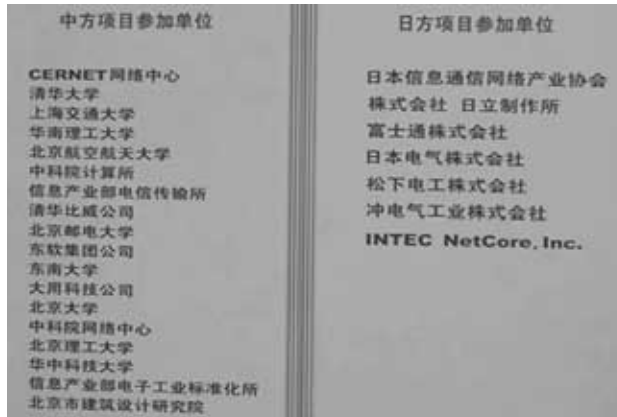 中方项目参加单位
CERNET网络中心
清华大学
上海交通大学
华南理工大学
北京航空航天大学
中科院计算所
信息产业部电信传输所
清华比威公司
北京邮电大学
东软集团公司
东南大学
大用科技公司
北京大学
中科院网络中心
北京理工大学
华中科技大学
信息产业部电子工业标准化所
北京市建筑设计研究院
日方项目参加单位
日本信息通信网络产业协会
株式会社 日立制作所
富士通株式会社
日本电气株式会社
松下电工株式会社
冲电气工业株式会社
INTEC NetCore, Inc.